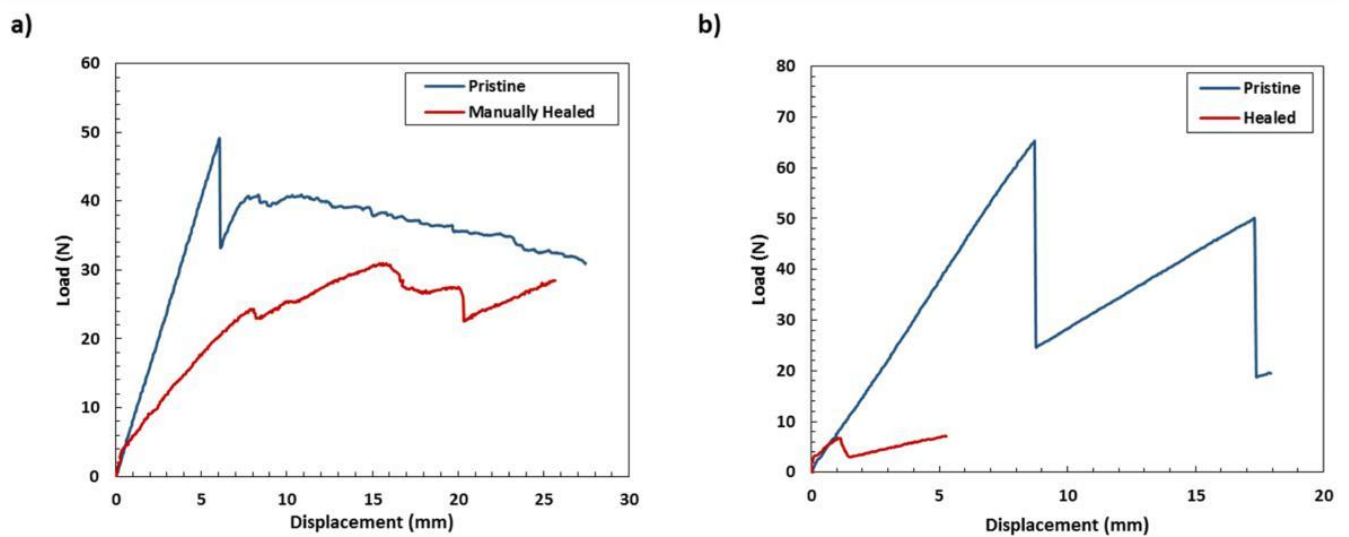 a)
60
50
40
30
20
10
0
Load (N)
Pristine
Manually Healed
0 5 10 15 20 25 30
Displacement (mm)
b)
80
70
60
50
40
30
20
10
0
Load (N)
Pristine
Healed
0 5 10 15 20
Displacement (mm)